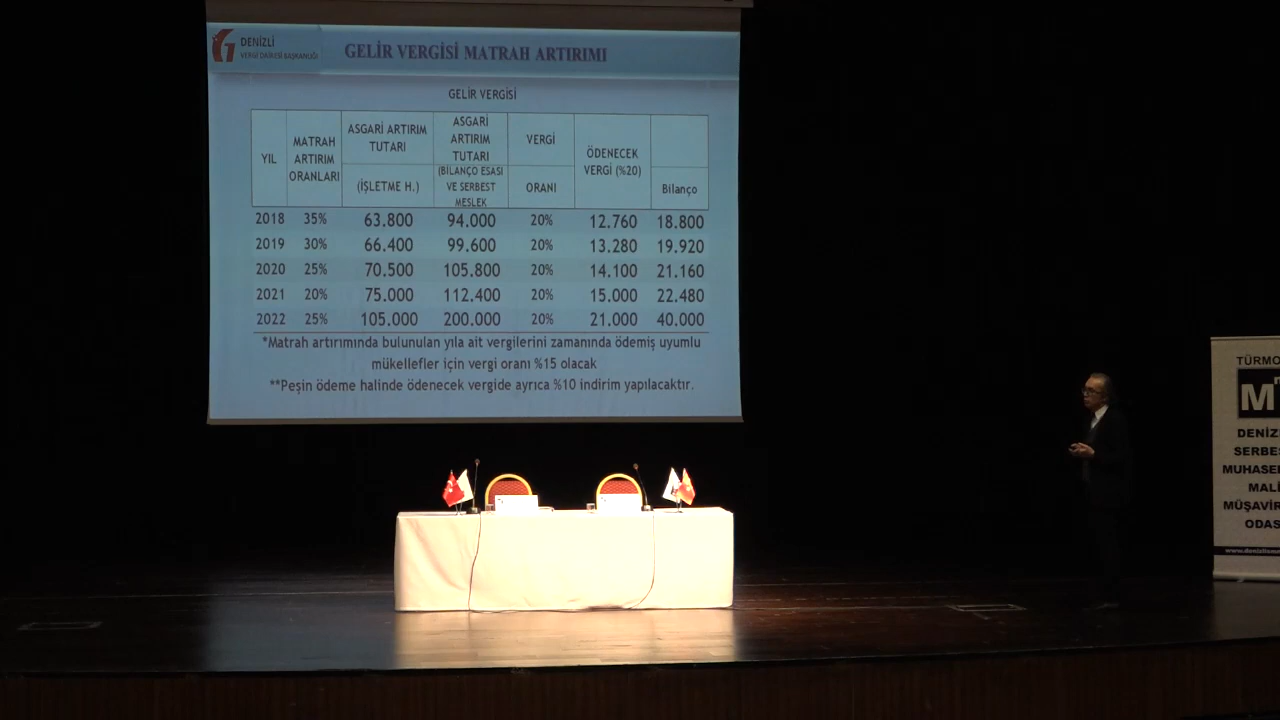 DENİZLİ
VERGİ DAİRESİ BAŞKANLIĞI
GELİR VERGİSİ MATRAH ARTIRIMI
GELİR VERGİSİ
YIL MATRAH ARTIRIM ORANLARI ASGARİ ARTIRIM TUTARI ASGARİ ARTIRIM TUTARI VERGİ ÖDENECEK VERGİ (%20)
(İŞLETME H.) (BİLANÇO ESASI VE SERBEST MESLEK ORANI Bilanço
2018 35% 63.800 94.000 20% 12.760 18.800
2019 30% 66.400 99.600 20% 13.280 19.920
2020 25% 70.500 105.800 20% 14.100 21.160
2021 20% 75.000 112.400 20% 15.000 22.480
2022 25% 105.000 200.000 20% 21.000 40.000
*Matrah artırımında bulunulan yıla ait vergilerini zamanında ödemiş uyumlu
mükellefler için vergi oranı %15 olacak
**Peşin ödeme halinde ödenecek vergide ayrıca %10 indirim yapılacaktır.
TÜRMO
M
DENİZ
SERBES
MUHASE
MALİ
MÜŞAVİR
ODAS